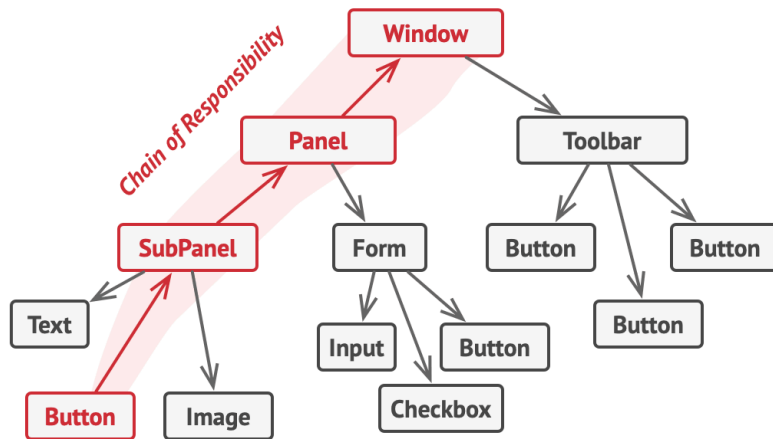 Window
Chain of Responsibility
Panel
Toolbar
SubPanel
Form
Button
Button
Text
Input
Button
Button
Button
Image
Checkbox